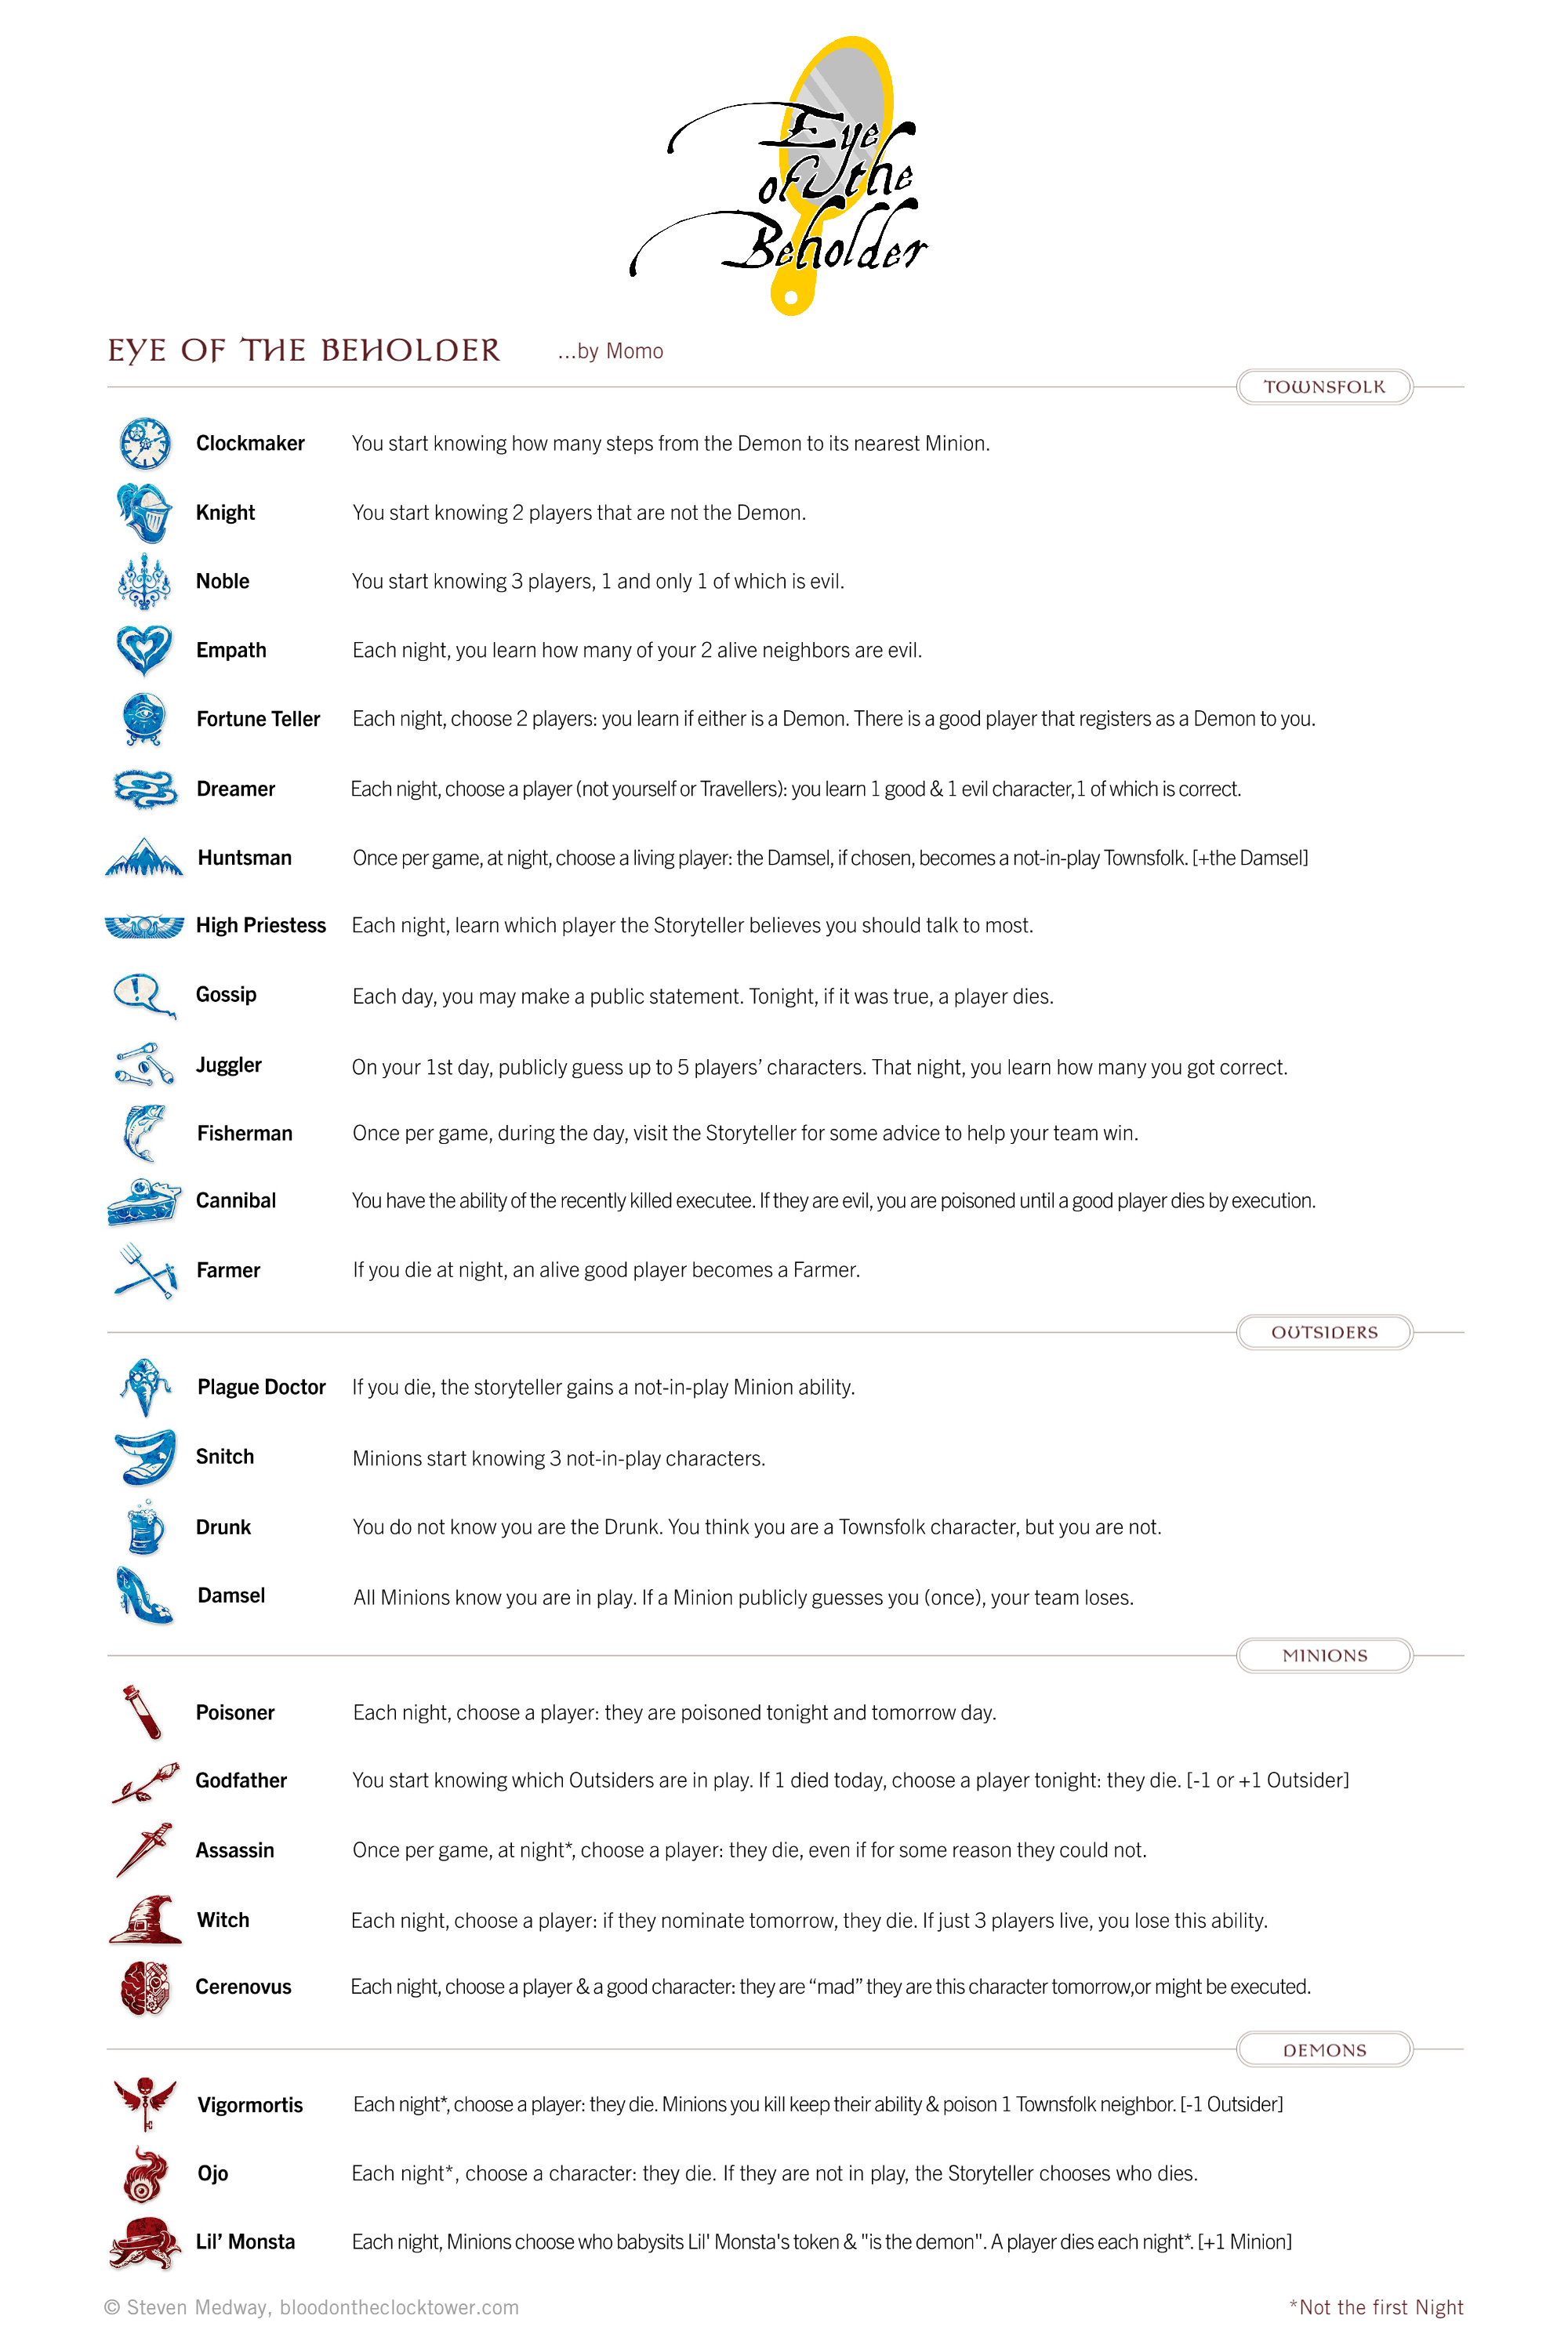 Eye
of the
Beholder
EYE OF THE BEHOLDER ...by Momo
TOWNSFOLK
Clockmaker You start knowing how many steps from the Demon to its nearest Minion.
Knight You start knowing 2 players that are not the Demon.
Noble You start knowing 3 players, 1 and only 1 of which is evil.
Empath Each night, you learn how many of your 2 alive neighbors are evil.
Fortune Teller Each night, choose 2 players: you learn if either is a Demon. There is a good player that registers as a Demon to you.
Dreamer Each night, choose a player (not yourself or Travellers): you learn 1 good & 1 evil character,1 of which is correct.
Huntsman Once per game, at night, choose a living player: the Damsel, if chosen, becomes a not-in-play Townsfolk. [+the Damsel]
High Priestess Each night, learn which player the Storyteller believes you should talk to most.
Gossip Each day, you may make a public statement. Tonight, if it was true, a player dies.
Juggler On your 1st day, publicly guess up to 5 players’ characters. That night, you learn how many you got correct.
Fisherman Once per game, during the day, visit the Storyteller for some advice to help your team win.
Cannibal You have the ability of the recently killed executee. If they are evil, you are poisoned until a good player dies by execution.
Farmer If you die at night, an alive good player becomes a Farmer.
OUTSIDERS
Plague Doctor If you die, the storyteller gains a not-in-play Minion ability.
Snitch Minions start knowing 3 not-in-play characters.
Drunk You do not know you are the Drunk. You think you are a Townsfolk character, but you are not.
Damsel All Minions know you are in play. If a Minion publicly guesses you (once), your team loses.
MINIONS
Poisoner Each night, choose a player: they are poisoned tonight and tomorrow day.
Godfather You start knowing which Outsiders are in play. If 1 died today, choose a player tonight: they die. [-1 or +1 Outsider]
Assassin Once per game, at night*, choose a player: they die, even if for some reason they could not.
Witch Each night, choose a player: if they nominate tomorrow, they die. If just 3 players live, you lose this ability.
Cerenovus Each night, choose a player & a good character: they are “mad” they are this character tomorrow,or might be executed.
DEMONS
Vigormortis Each night*, choose a player: they die. Minions you kill keep their ability & poison 1 Townsfolk neighbor. [-1 Outsider]
Ojo Each night*, choose a character: they die. If they are not in play, the Storyteller chooses who dies.
Lil’ Monsta Each night, Minions choose who babysits Lil' Monsta's token & "is the demon". A player dies each night*. [+1 Minion]
© Steven Medway, bloodontheclocktower.com *Not the first Night